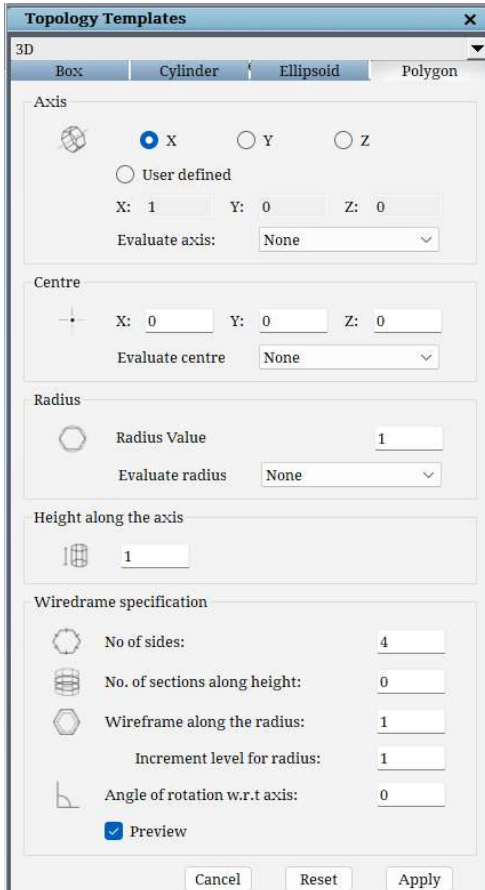 Topology Templates
3D
Box Cylinder Ellipsoid Polygon
Axis
X Y Z
User defined
X: 1 Y: 0 Z: 0
Evaluate axis: None
Centre
X: 0 Y: 0 Z: 0
Evaluate centre None
Radius
Radius Value 1
Evaluate radius None
Height along the axis
1
Wiredrame specification
No of sides: 4
No. of sections along height: 0
Wireframe along the radius: 1
Increment level for radius: 1
Angle of rotation w.r.t axis: 0
Preview
Cancel Reset Apply